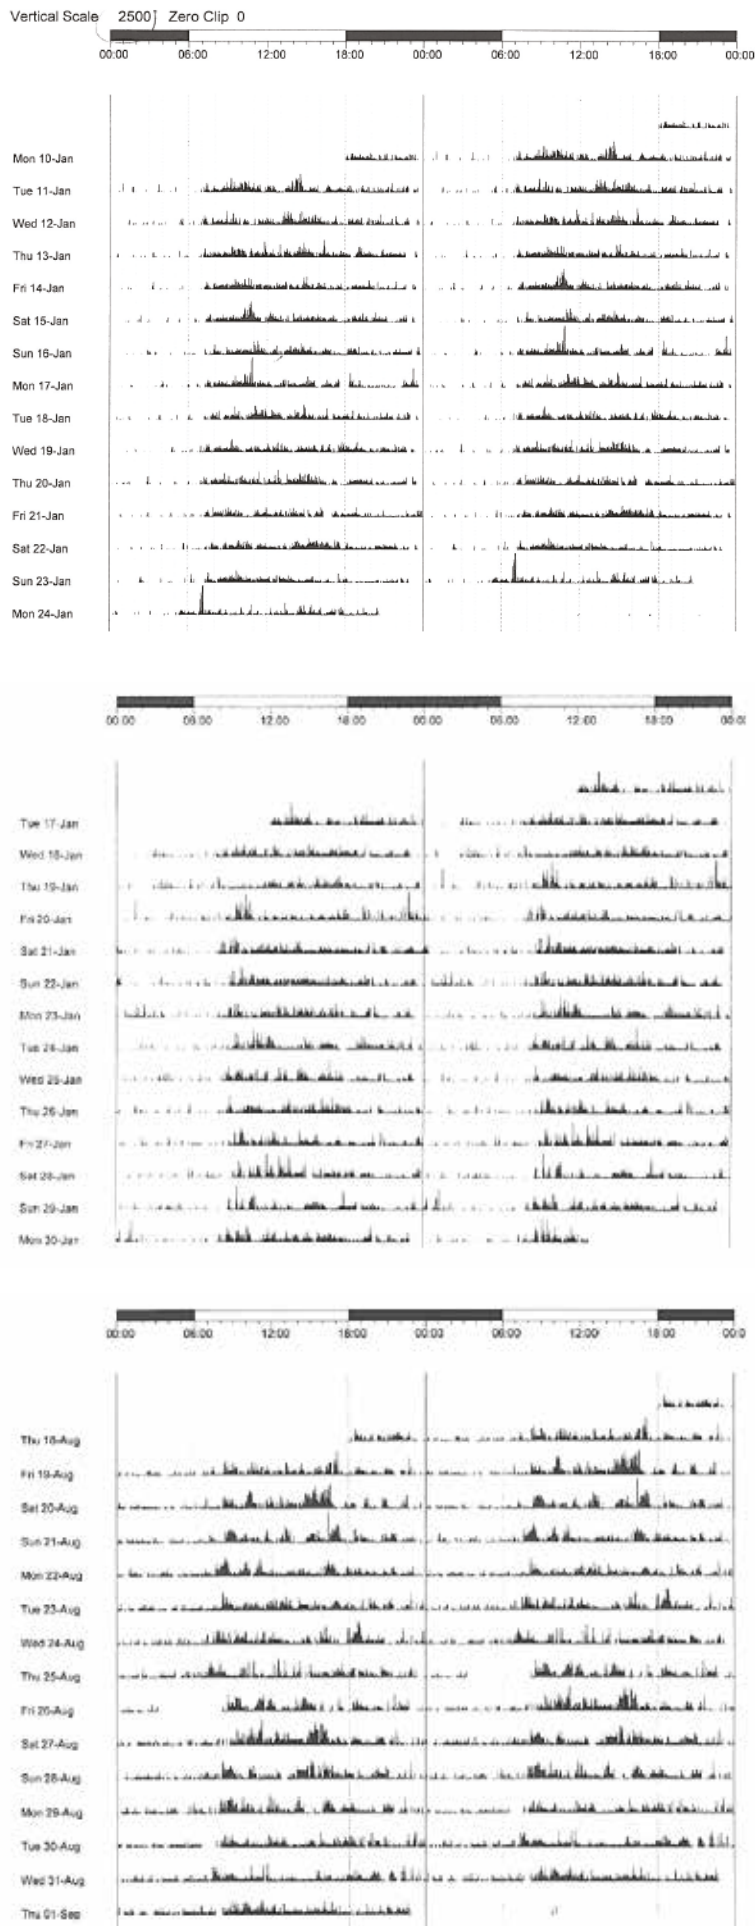 Vertical Scale 2500 Zero Clip 0
00:00 06:00 12:00 18:00 00:00 06:00 12:00 18:00 00:00
Mon 10-Jan
Tue 11-Jan
Wed 12-Jan
Thu 13-Jan
Fri 14-Jan
Sat 15-Jan
Sun 16-Jan
Mon 17-Jan
Tue 18-Jan
Wed 19-Jan
Thu 20-Jan
Fri 21-Jan
Sat 22-Jan
Sun 23-Jan
Mon 24-Jan
00:00 06:00 12:00 18:00 00:00 06:00 12:00 18:00 00:0
Tue 17-Jan
Wed 18-Jan
Thu 19-Jan
Fri 20-Jan
Sat 21-Jan
Sun 22-Jan
Mon 23-Jan
Tue 24-Jan
Wed 25-Jan
Thu 26-Jan
Fri 27-Jan
Sat 28-Jan
Sun 29-Jan
Mon 30-Jan
00:00 06:00 12:00 18:00 00:00 06:00 12:00 18:00 00:0
Thu 18-Aug
Fri 19-Aug
Sat 20-Aug
Sun 21-Aug
Mon 22-Aug
Tue 23-Aug
Wed 24-Aug
Thu 25-Aug
Fri 26-Aug
Sat 27-Aug
Sun 28-Aug
Mon 29-Aug
Tue 30-Aug
Wed 31-Aug
Thu 01-Sep